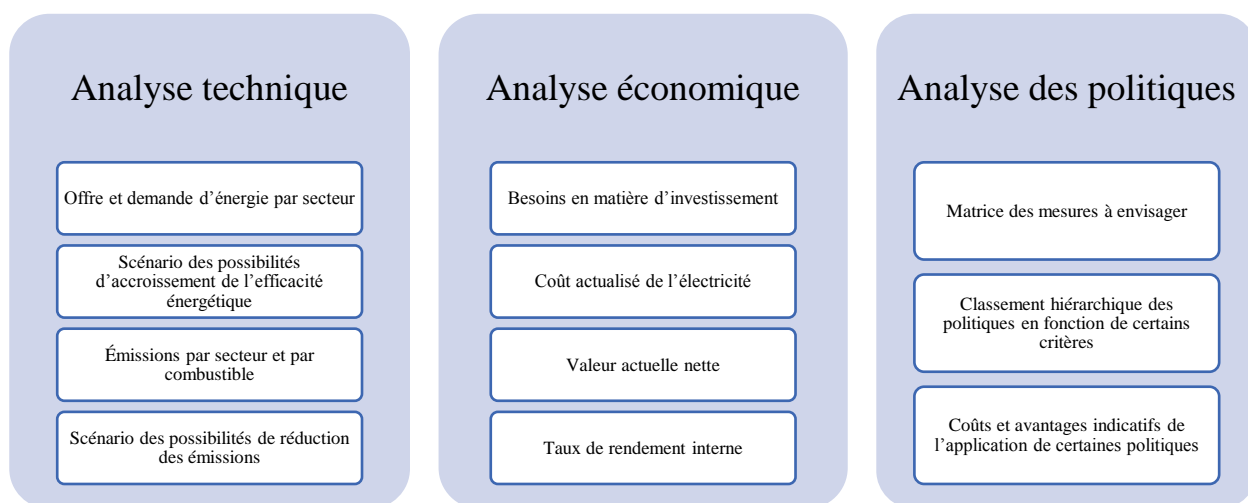 Analyse technique
Offre et demande d’énergie par secteur
Scénario des possibilités
d’accroissement de l’efficacité
énergétique
Émissions par secteur et par
combustible
Scénario des possibilités de réduction
des émissions
Analyse économique
Besoins en matière d’investissement
Coût actualisé de l’électricité
Valeur actuelle nette
Taux de rendement interne
Analyse des politiques
Matrice des mesures à envisager
Classement hiérarchique des
politiques en fonction de certains
critères
Coûts et avantages indicatifs de
l’application de certaines politiques